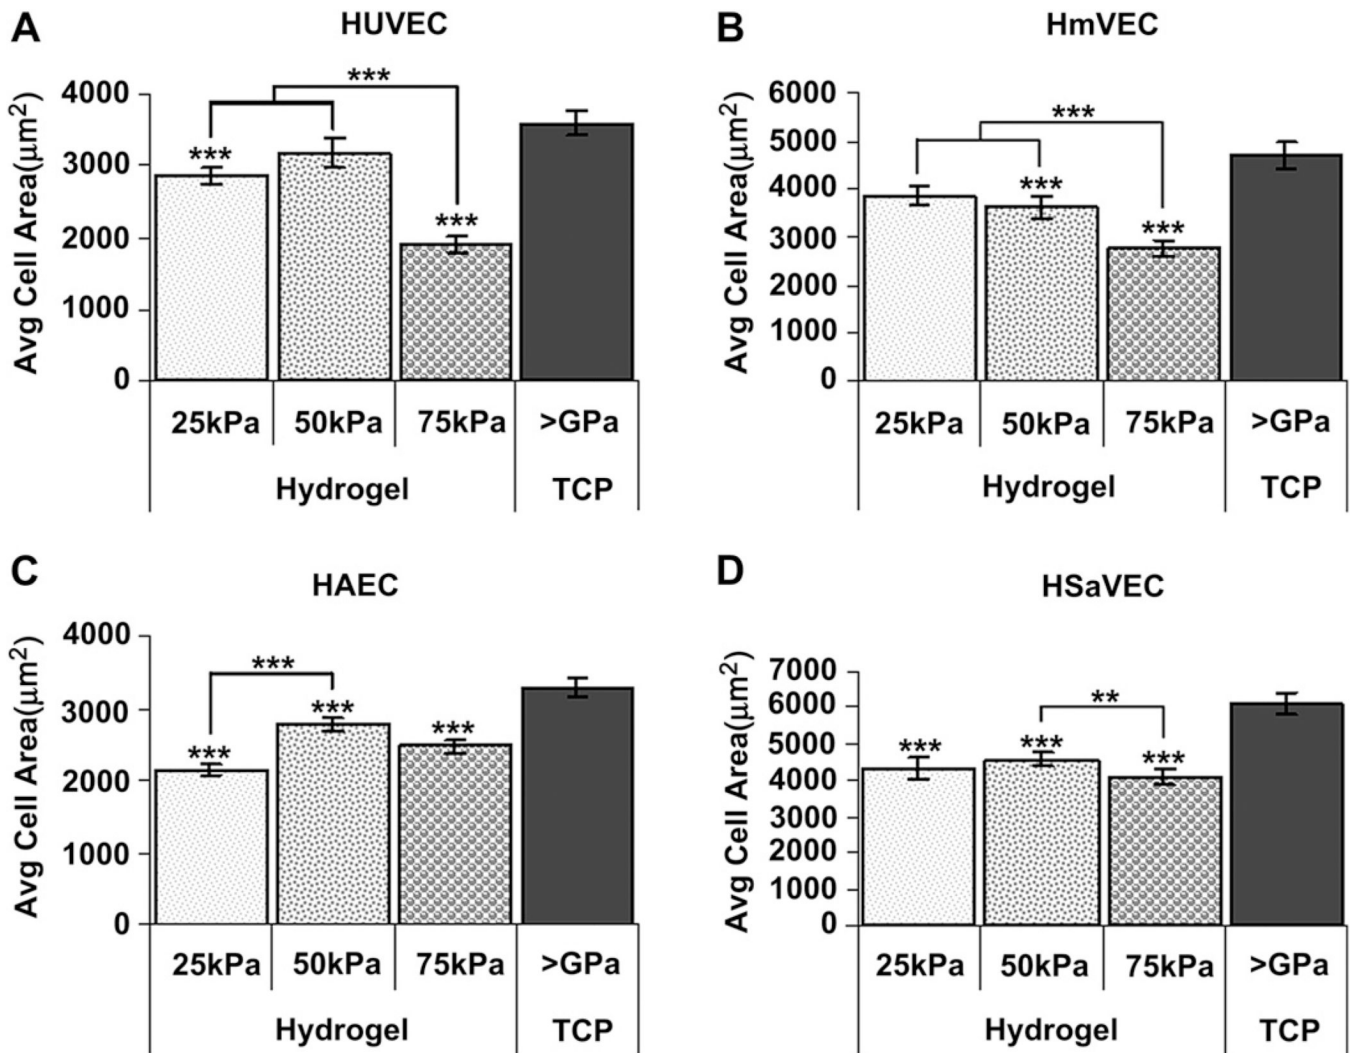 A
HUVEC
Avg Cell Area(μm2)
4000
3000
2000
1000
0
***
***
***
25kPa
50kPa
75kPa
>GPa
Hydrogel
TCP
B
HmVEC
Avg Cell Area(μm2)
6000
5000
4000
3000
2000
1000
0
***
***
***
25kPa
50kPa
75kPa
>GPa
Hydrogel
TCP
C
HAEC
Avg Cell Area(μm2)
4000
3000
2000
1000
0
***
***
***
***
25kPa
50kPa
75kPa
>GPa
Hydrogel
TCP
D
HSaVEC
Avg Cell Area(μm2)
7000
6000
5000
4000
3000
2000
1000
0
**
***
***
***
25kPa
50kPa
75kPa
>GPa
Hydrogel
TCP